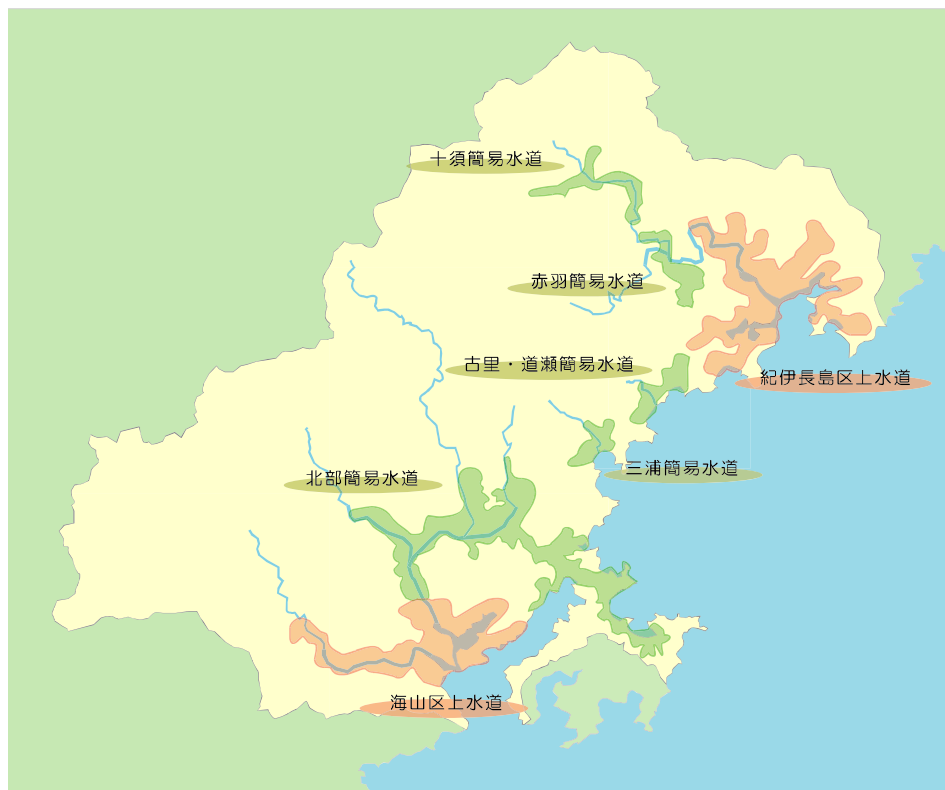 十須簡易水道
赤羽簡易水道
古里・道瀬簡易水道
紀伊長島区上水道
三浦簡易水道
北部簡易水道
海山区上水道